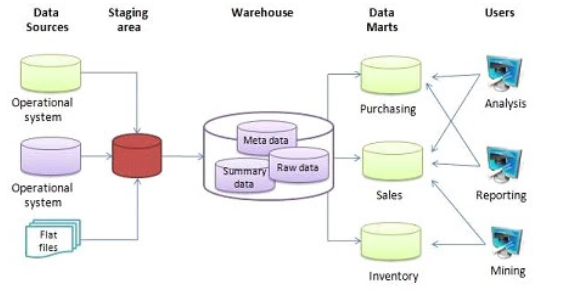 Data
Sources
Staging
area
Warehouse
Data
Marts
Users
Operational
system
Operational
system
Flat
files
Meta data
Summary
data
Raw data
Purchasing
Sales
Inventory
Analysis
Reporting
Mining